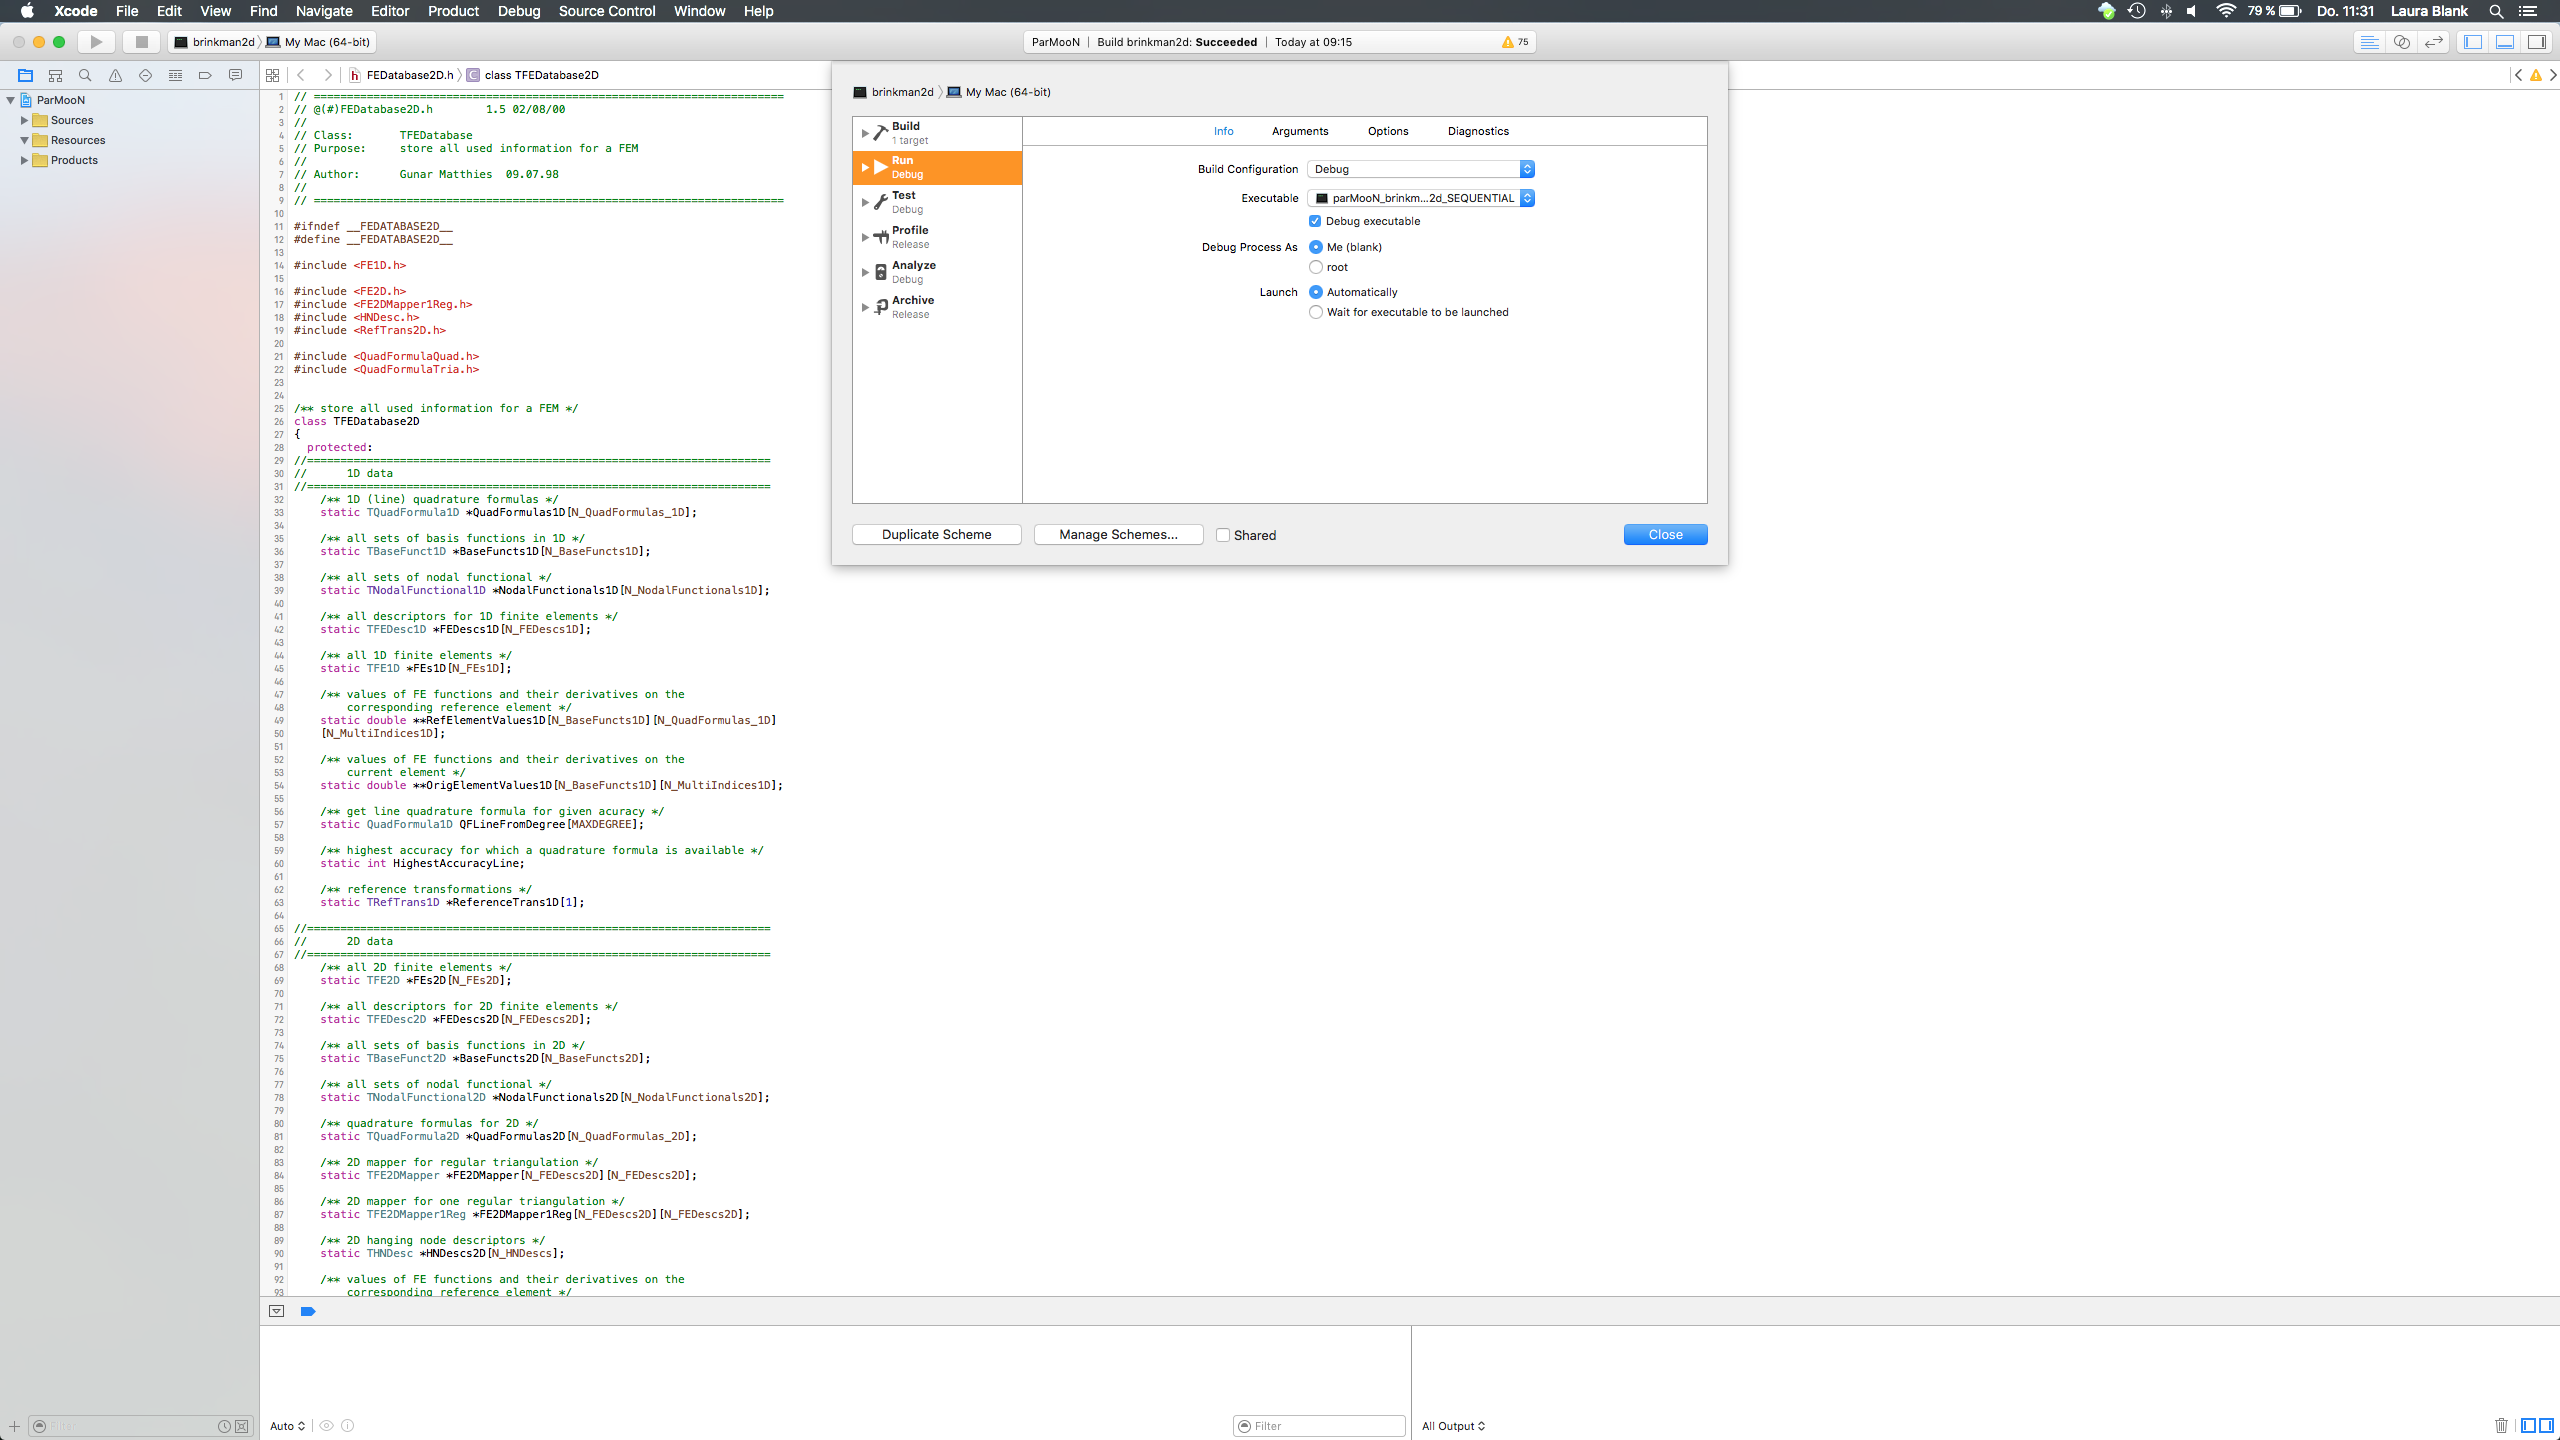 Xcode File Edit View Find Navigate Editor Product Debug Source Control Window Help
79 % Do. 11:31 Laura Blank
brinkman2d My Mac (64-bit)
ParMooN | Build brinkman2d: Succeeded | Today at 09:15 75
FEDatabase2D.h C class TFEDatabase2D
ParMooN
Sources
Resources
Products
1 // =======================================================================
2 // @(#)FEDatabase2D.h        1.5 02/08/00
3 //
4 // Class:       TFEDatabase
5 // Purpose:     store all used information for a FEM
6 //
7 // Author:      Gunar Matthies  09.07.98
8 //
9 // =======================================================================
10
11 #ifndef __FEDATABASE2D__
12 #define __FEDATABASE2D__
13
14 #include <FE1D.h>
15
16 #include <FE2D.h>
17 #include <FE2DMapper1Reg.h>
18 #include <HNDesc.h>
19 #include <RefTrans2D.h>
20
21 #include <QuadFormulaQuad.h>
22 #include <QuadFormulaTria.h>
23
24
25 /** store all used information for a FEM */
26 class TFEDatabase2D
27 {
28   protected:
29 //======================================================================
30 //      1D data
31 //======================================================================
32     /** 1D (line) quadrature formulas */
33     static TQuadFormula1D *QuadFormulas1D[N_QuadFormulas_1D];
34
35     /** all sets of basis functions in 1D */
36     static TBaseFunct1D *BaseFuncts1D[N_BaseFuncts1D];
37
38     /** all sets of nodal functional */
39     static TNodalFunctional1D *NodalFunctionals1D[N_NodalFunctionals1D];
40
41     /** all descriptors for 1D finite elements */
42     static TFEDesc1D *FEDescs1D[N_FEDescs1D];
43
44     /** all 1D finite elements */
45     static TFE1D *FEs1D[N_FEs1D];
46
47     /** values of FE functions and their derivatives on the
48         corresponding reference element */
49     static double **RefElementValues1D[N_BaseFuncts1D][N_QuadFormulas_1D]
50     [N_MultiIndices1D];
51
52     /** values of FE functions and their derivatives on the
53         current element */
54     static double **OrigElementValues1D[N_BaseFuncts1D][N_MultiIndices1D];
55
56     /** get line quadrature formula for given acuracy */
57     static QuadFormula1D QFLineFromDegree[MAXDEGREE];
58
59     /** highest accuracy for which a quadrature formula is available */
60     static int HighestAccuracyLine;
61
62     /** reference transformations */
63     static TRefTrans1D *ReferenceTrans1D[1];
64
65 //======================================================================
66 //      2D data
67 //======================================================================
68     /** all 2D finite elements */
69     static TFE2D *FEs2D[N_FEs2D];
70
71     /** all descriptors for 2D finite elements */
72     static TFEDesc2D *FEDescs2D[N_FEDescs2D];
73
74     /** all sets of basis functions in 2D */
75     static TBaseFunct2D *BaseFuncts2D[N_BaseFuncts2D];
76
77     /** all sets of nodal functional */
78     static TNodalFunctional2D *NodalFunctionals2D[N_NodalFunctionals2D];
79
80     /** quadrature formulas for 2D */
81     static TQuadFormula2D *QuadFormulas2D[N_QuadFormulas_2D];
82
83     /** 2D mapper for regular triangulation */
84     static TFE2DMapper *FE2DMapper[N_FEDescs2D][N_FEDescs2D];
85
86     /** 2D mapper for one regular triangulation */
87     static TFE2DMapper1Reg *FE2DMapper1Reg[N_FEDescs2D][N_FEDescs2D];
88
89     /** 2D hanging node descriptors */
90     static THNDesc *HNDescs2D[N_HNDescs];
91
92     /** values of FE functions and their derivatives on the
93         corresponding reference element */
brinkman2d My Mac (64-bit)
Build
1 target
Run
Debug
Test
Debug
Profile
Release
Analyze
Debug
Archive
Release
Info Arguments Options Diagnostics
Build Configuration Debug
Executable parMooN_brinkm...2d_SEQUENTIAL
Debug executable
Debug Process As Me (blank)
root
Launch Automatically
Wait for executable to be launched
Duplicate Scheme Manage Schemes... Shared Close
Filter
Auto
Filter
All Output